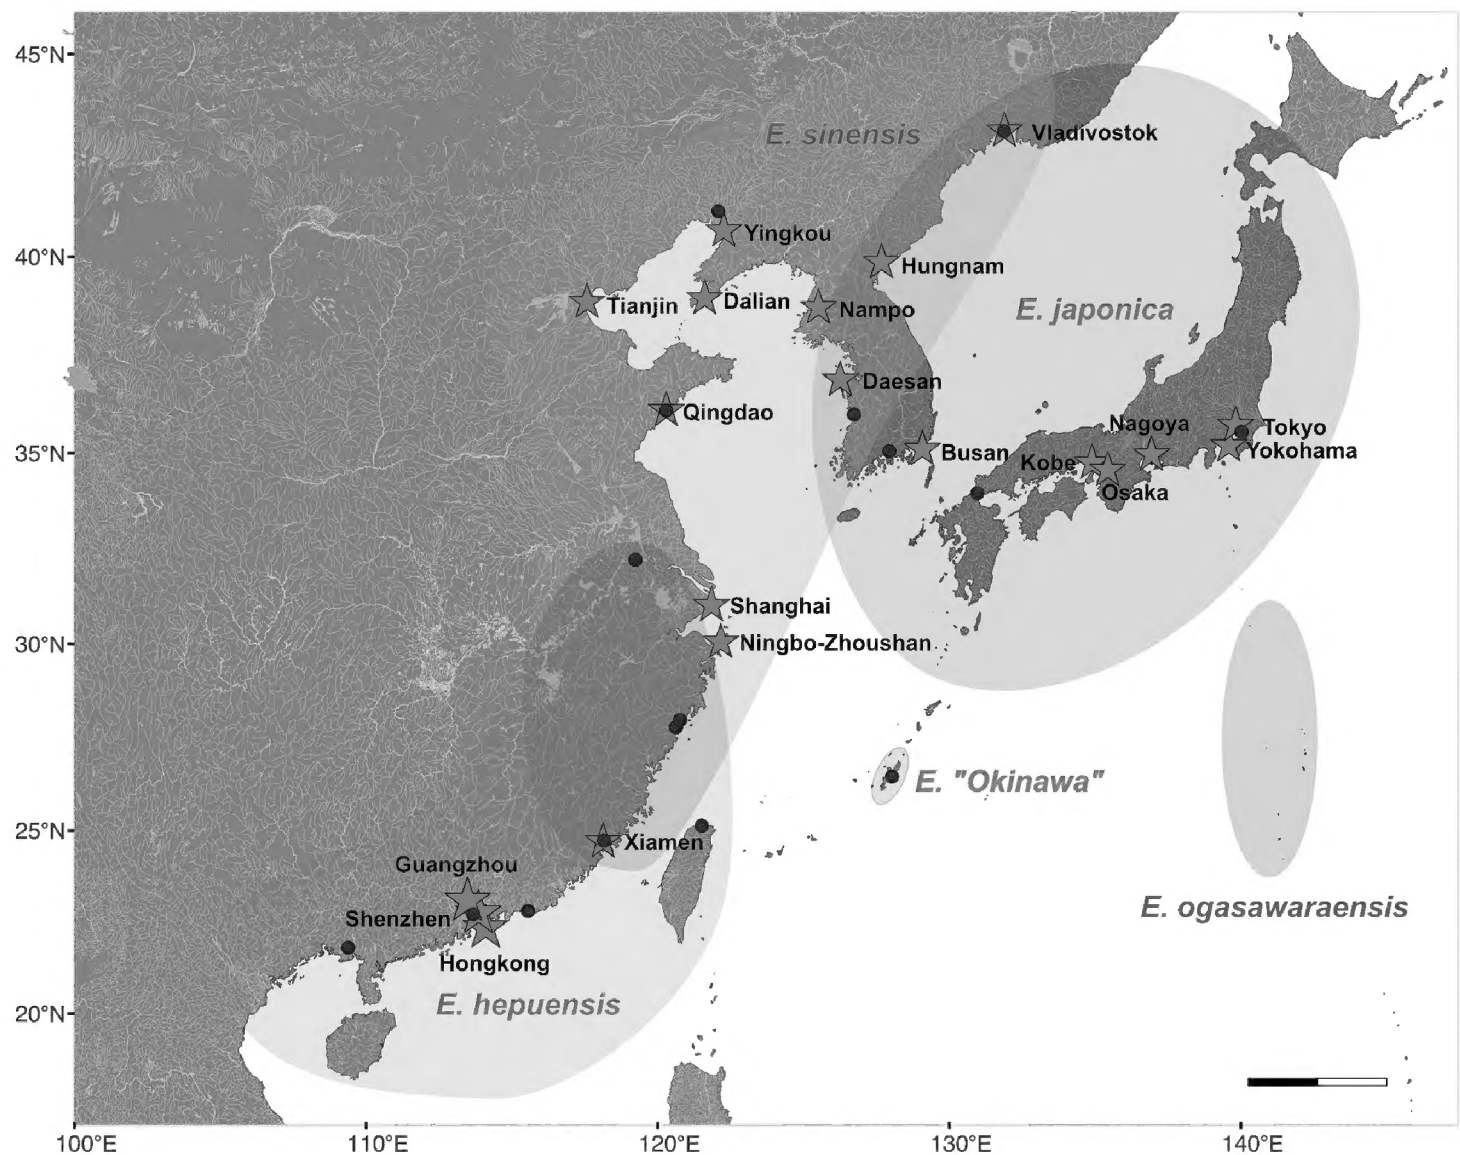 45°N
40°N
35°N
30°N
25°N
20°N
100°E
110°E
120°E
130°E
140°E
E. sinensis
Vladivostok
Yingkou
Hungnam
Tianjin
Dalian
Nampo
E. japonica
Daesan
Qingdao
Nagoya
Tokyo
Busan
Kobe
Yokohama
Osaka
Shanghai
Ningbo-Zhoushan
E. "Okinawa"
Xiamen
Guangzhou
Shenzhen
E. ogasawaraensis
Hongkong
E. hepuensis